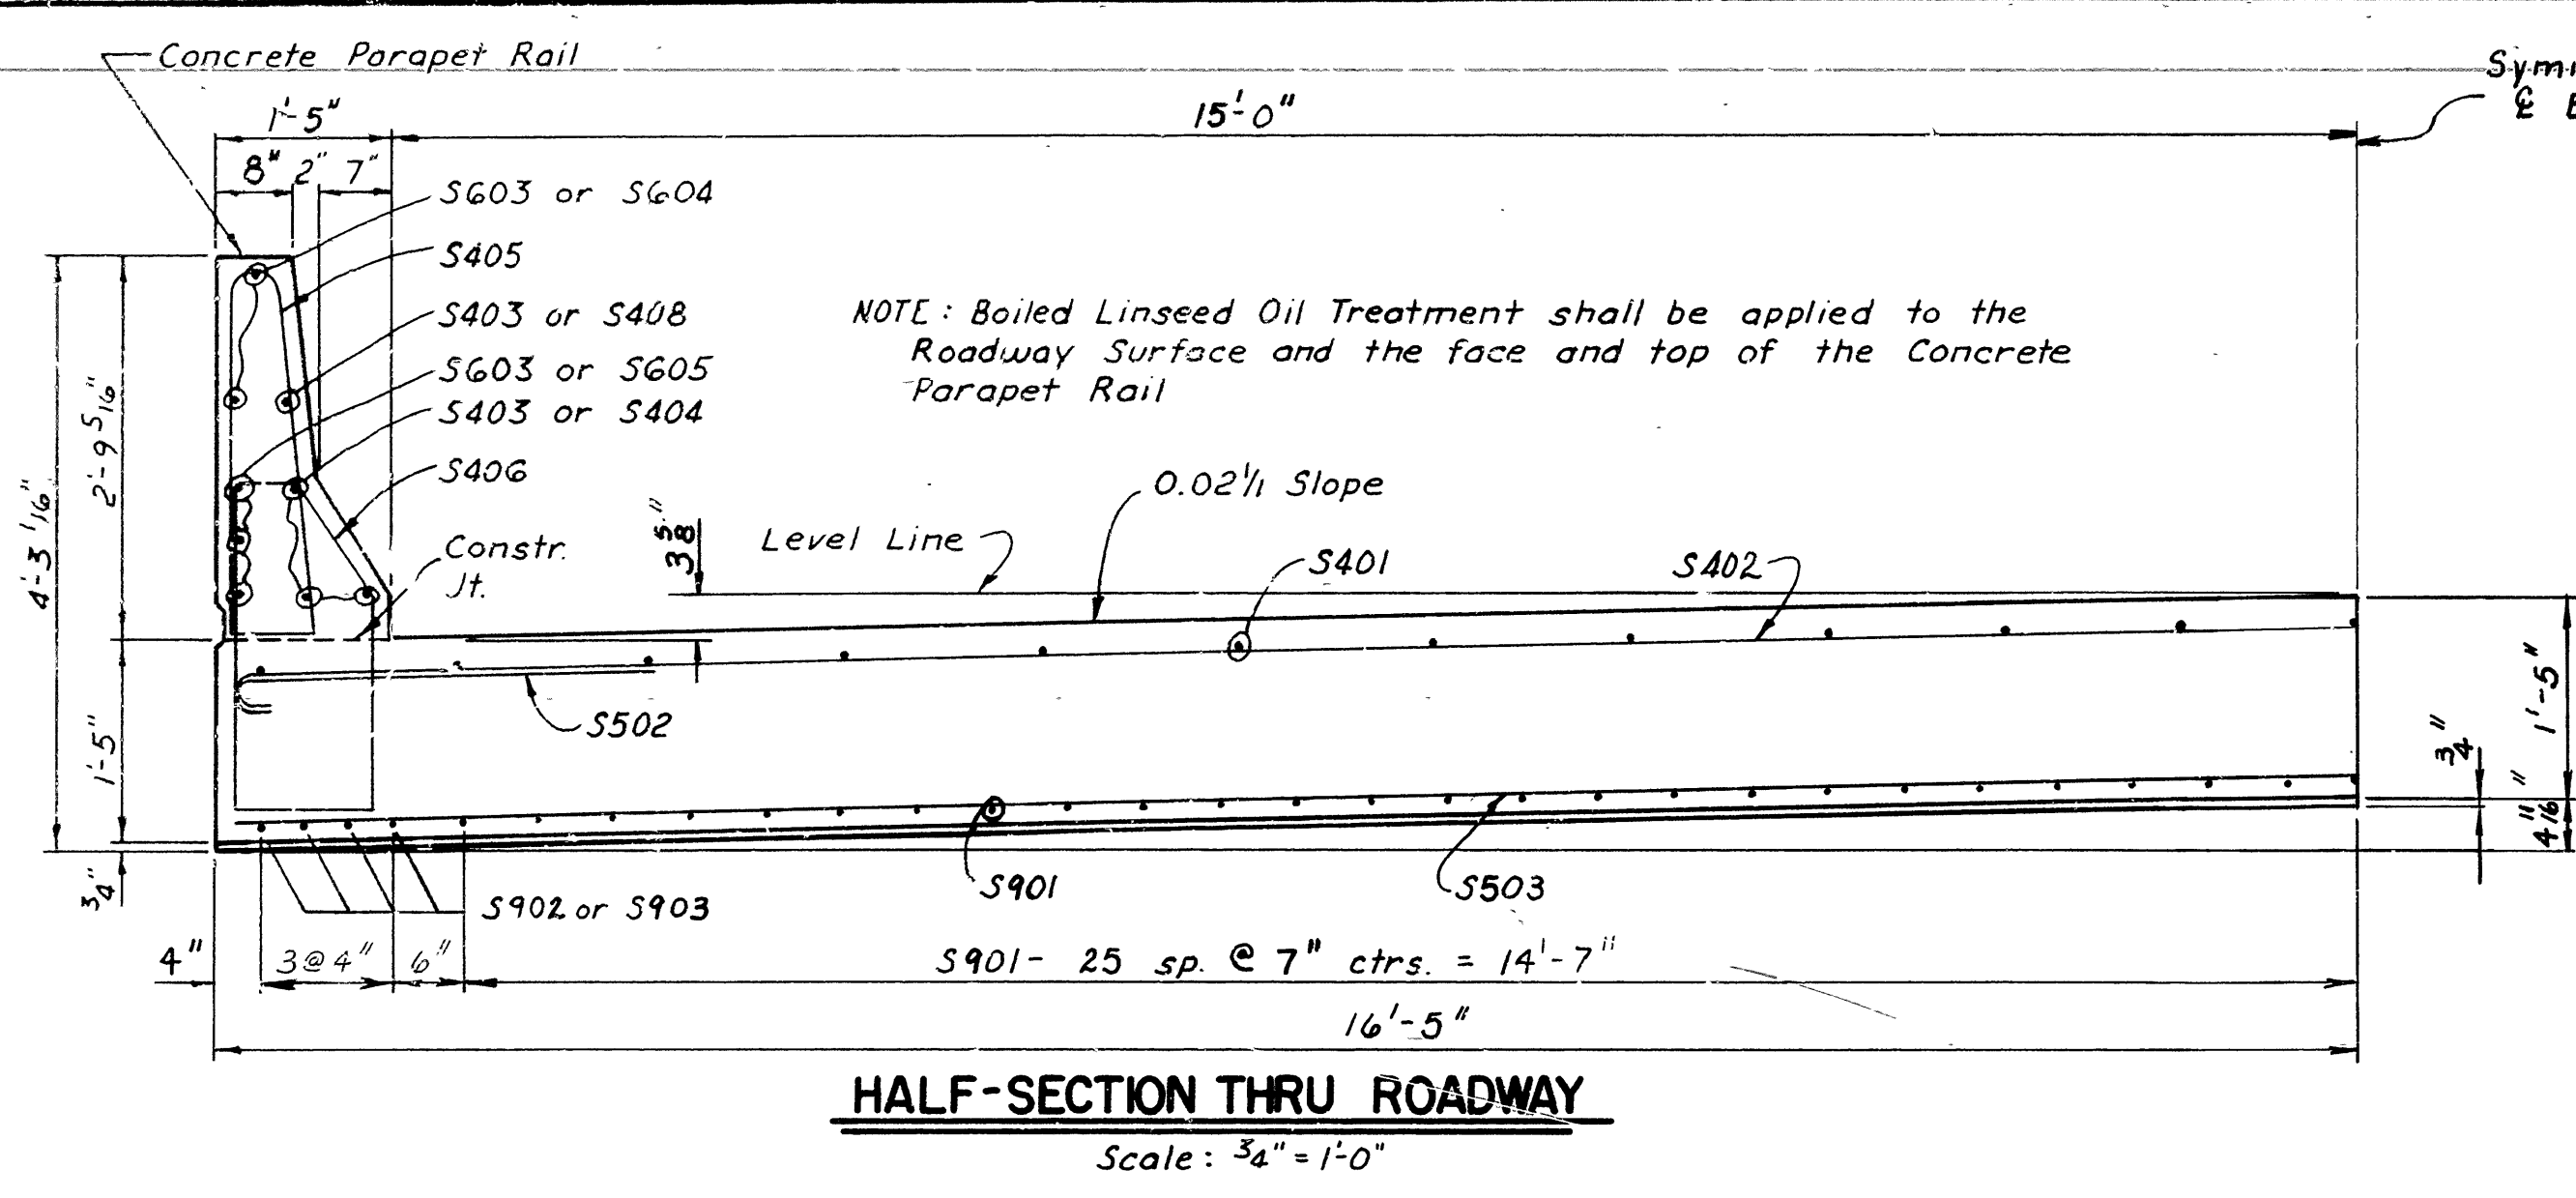 Concrete Parapet Rail
Symm
℄ B
1'-5"
15'-0"
8" 2" 7"
S603 or S604
S405
S403 or S408
S603 or S605
S403 or S404
S406
NOTE: Boiled Linseed Oil Treatment shall be applied to the
Roadway Surface and the face and top of the Concrete
Parapet Rail
2'-9 5/16"
4'-3 1/16"
0.02'/1 Slope
3 5/8"
Level Line
Constr.
Jt.
S401
S402
S502
1'-5"
3/4"
1'-5"
3/4"
4 11/16"
S901
S503
S902 or S903
4"
3@4"
6"
S901- 25 sp. @ 7" ctrs. = 14'-7"
16'-5"
HALF-SECTION THRU ROADWAY
Scale: 3/4" = 1'-0"